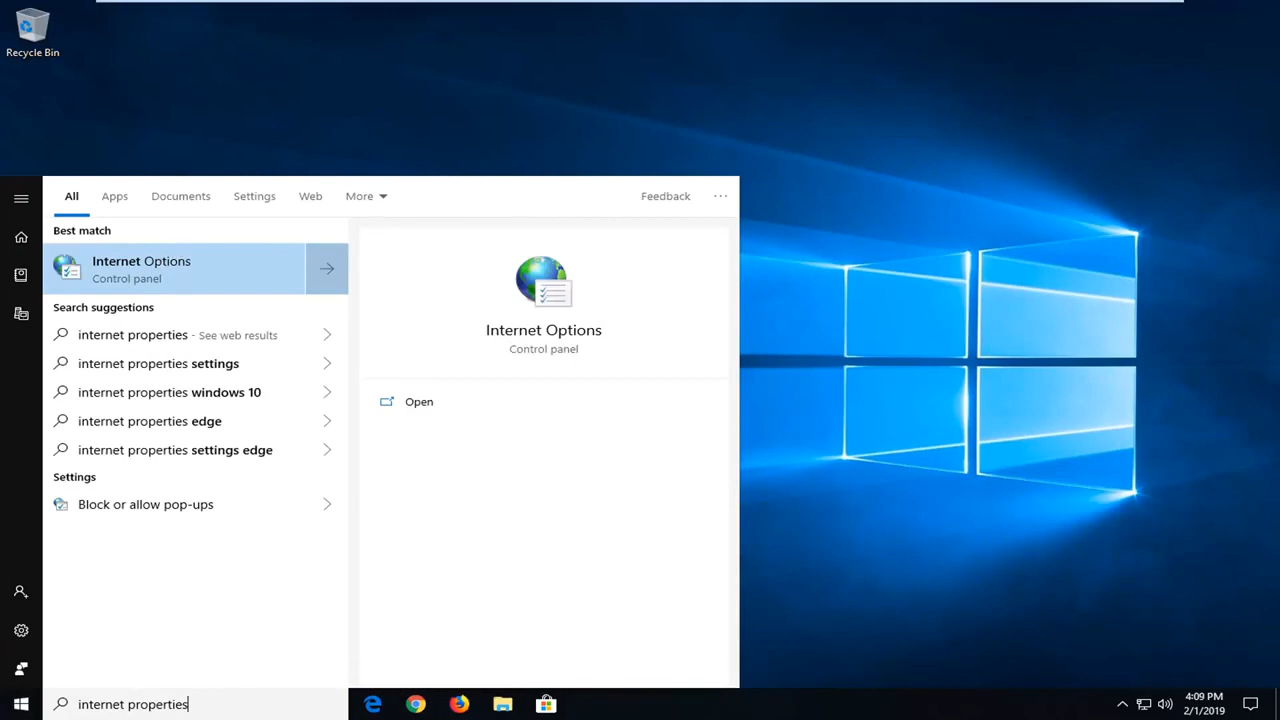 Recycle Bin
All Apps Documents Settings Web More Feedback ...
Best match
Internet Options
Control panel
Search suggestions
internet properties - See web results
internet properties settings
internet properties windows 10
internet properties edge
internet properties settings edge
Settings
Block or allow pop-ups
Internet Options
Control panel
Open
internet properties
4:09 PM
2/1/2019